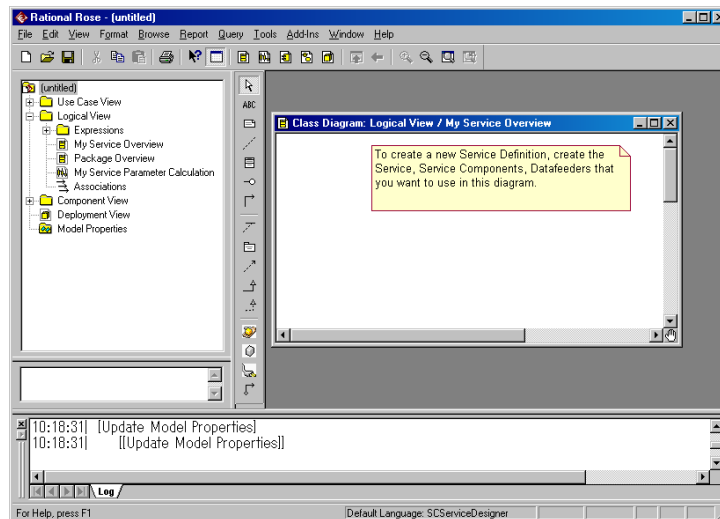 Rational Rose - (untitled)
File Edit View Format Browse Report Query Tools Add-Ins Window Help
(untitled)
Use Case View
Logical View
Expressions
My Service Overview
Package Overview
My Service Parameter Calculation
Associations
Component View
Deployment View
Model Properties
ABC
Class Diagram: Logical View / My Service Overview
To create a new Service Definition, create the
Service, Service Components, Datafeeders that
you want to use in this diagram.
10:18:31| [Update Model Properties]
10:18:31| [[Update Model Properties]]
Log
For Help, press F1
Default Language: SCServiceDesigner